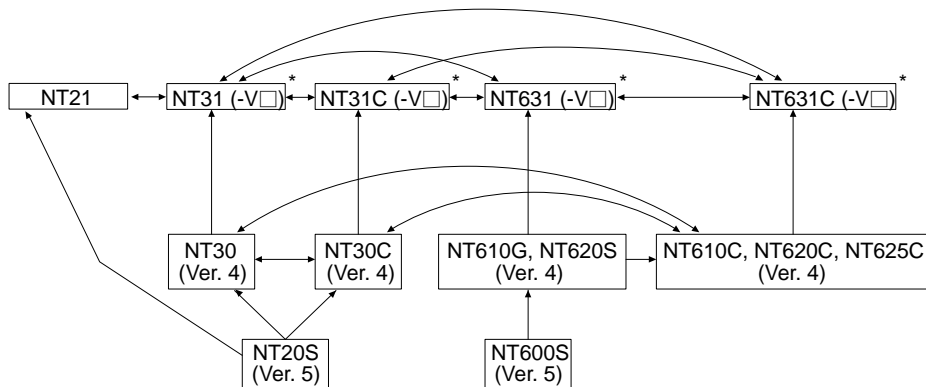 * * * *
NT21 NT31 (-V□) NT31C (-V□) NT631 (-V□) NT631C (-V□)
NT30 NT30C NT610G, NT620S NT610C, NT620C, NT625C
(Ver. 4) (Ver. 4) (Ver. 4) (Ver. 4)
NT20S NT600S
(Ver. 5) (Ver. 5)